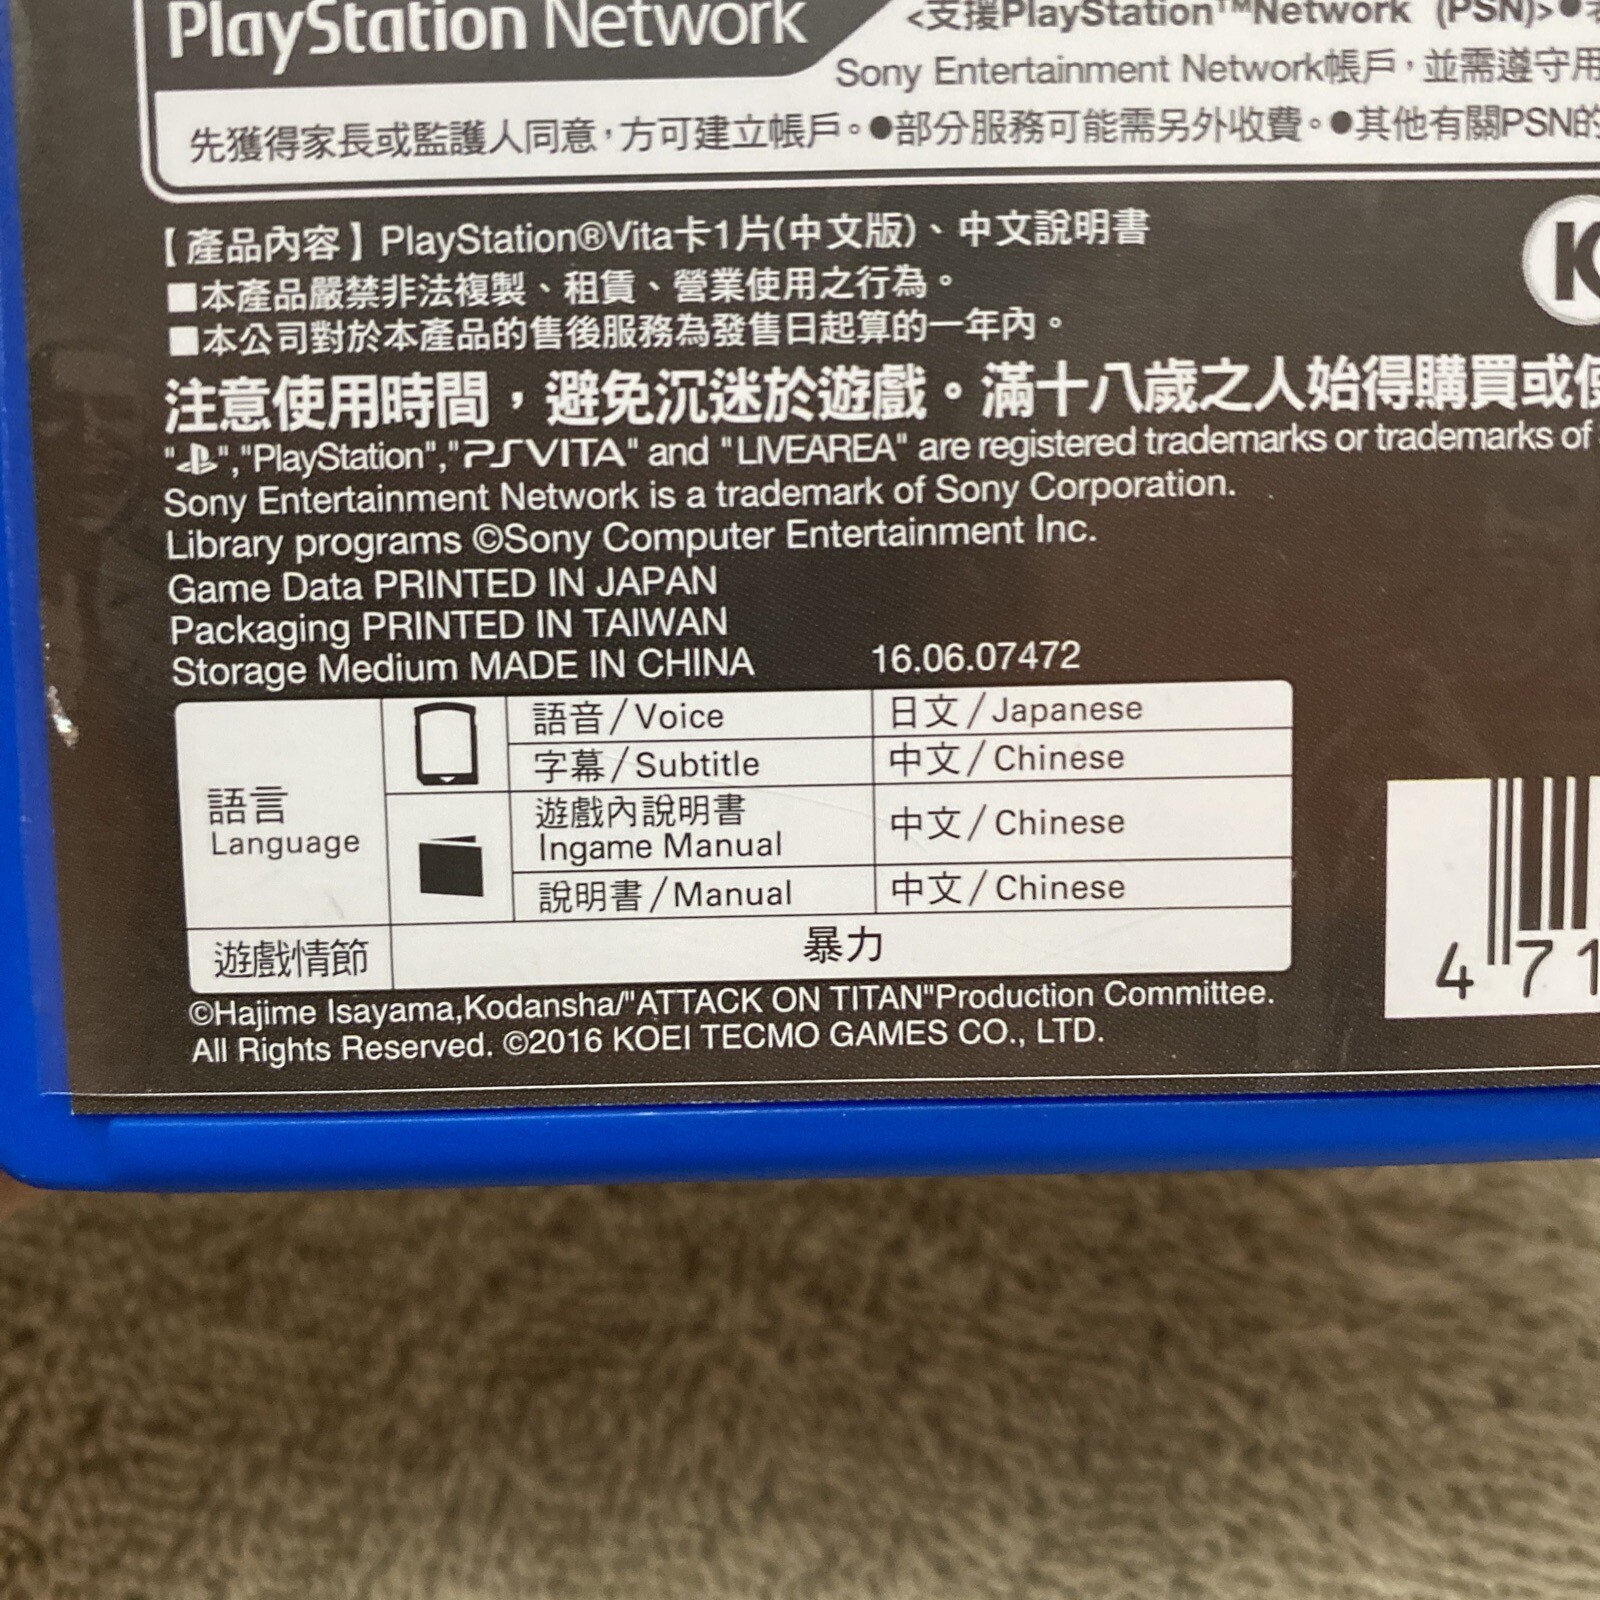 PlayStation Network
<支援PlayStation™Network (PSN)>●
Sony Entertainment Network帳戶，並需遵守用
先獲得家長或監護人同意，方可建立帳戶。●部分服務可能需另外收費。●其他有關PSN的
【產品內容】PlayStation®Vita卡1片(中文版)、中文說明書
■本產品嚴禁非法複製、租賃、營業使用之行為。
■本公司對於本產品的售後服務為發售日起算的一年內。
注意使用時間，避免沉迷於遊戲。滿十八歲之人始得購買或使
"PS","PlayStation","PSVITA" and "LIVEAREA" are registered trademarks or trademarks of
Sony Entertainment Network is a trademark of Sony Corporation.
Library programs ©Sony Computer Entertainment Inc.
Game Data PRINTED IN JAPAN
Packaging PRINTED IN TAIWAN
Storage Medium MADE IN CHINA 16.06.07472
語言
Language
語音/Voice 日文/Japanese
字幕/Subtitle 中文/Chinese
遊戲內說明書
Ingame Manual 中文/Chinese
說明書/Manual 中文/Chinese
遊戲情節 暴力
4 71
©Hajime Isayama,Kodansha/"ATTACK ON TITAN"Production Committee.
All Rights Reserved. ©2016 KOEI TECMO GAMES CO., LTD.